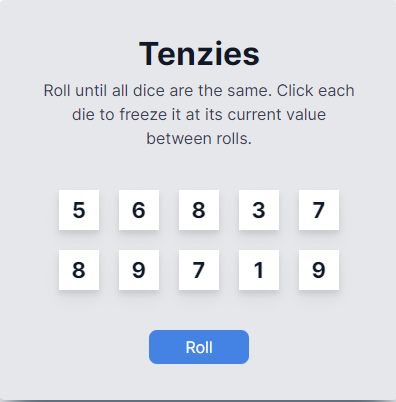 Tenzies
Roll until all dice are the same. Click each
die to freeze it at its current value
between rolls.
5 6 8 3 7
8 9 7 1 9
Roll